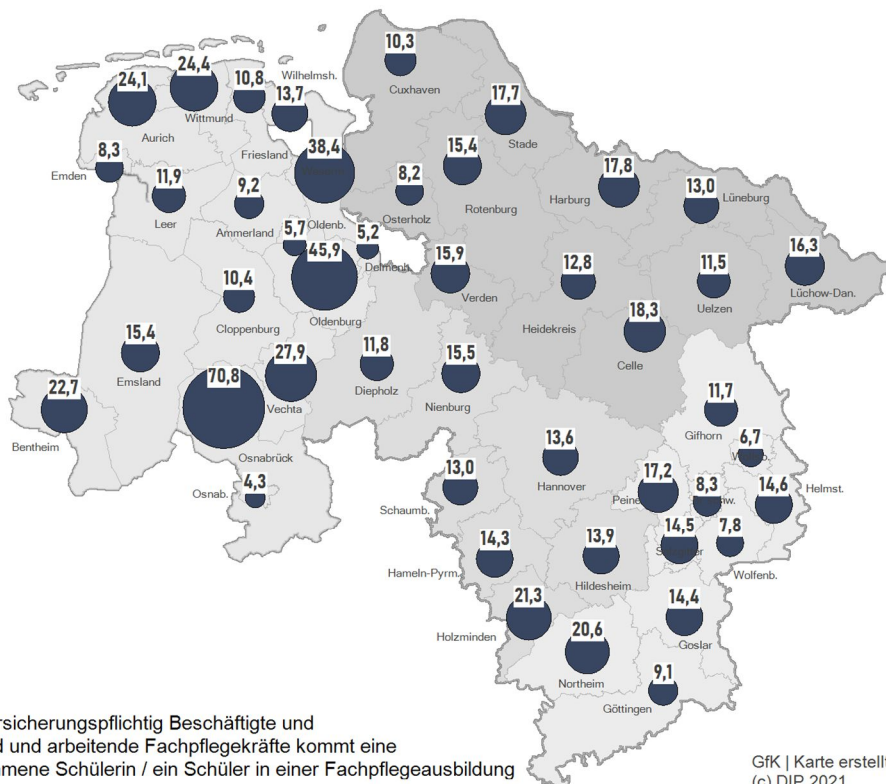 10,3
Cuxhaven
24,1
Aurich
24,4
Wittmund
10,8
Friesland
13,7
Wilhelmsh.
17,7
Stade
8,3
Emden
11,9
Leer
9,2
Ammerland
38,4
8,2
Osterholz
15,4
Rotenburg
17,8
Harburg
13,0
Lüneburg
5,7
Oldenb.
5,2
Delmenh.
45,9
Oldenburg
15,9
Verden
12,8
Heidekreis
11,5
Uelzen
16,3
Lüchow-Dan.
10,4
Cloppenburg
18,3
Celle
15,4
Emsland
27,9
Vechta
11,8
Diepholz
15,5
Nienburg
22,7
Bentheim
70,8
Osnabrück
11,7
Gifhorn
6,7
4,3
Osnab.
13,0
Schaumb.
13,6
Hannover
17,2
Peine
8,3
14,6
Helmst.
14,3
Hameln-Pyrm.
13,9
Hildesheim
14,5
7,8
Wolfenb.
21,3
Holzminden
20,6
Northeim
14,4
Goslar
9,1
Göttingen
rsicherungspflichtig Beschäftigte und
d und arbeitende Fachpflegekräfte kommt eine
mene Schülerin / ein Schüler in einer Fachpflegeausbildung
GfK | Karte erstellt
(c) DIP 2021